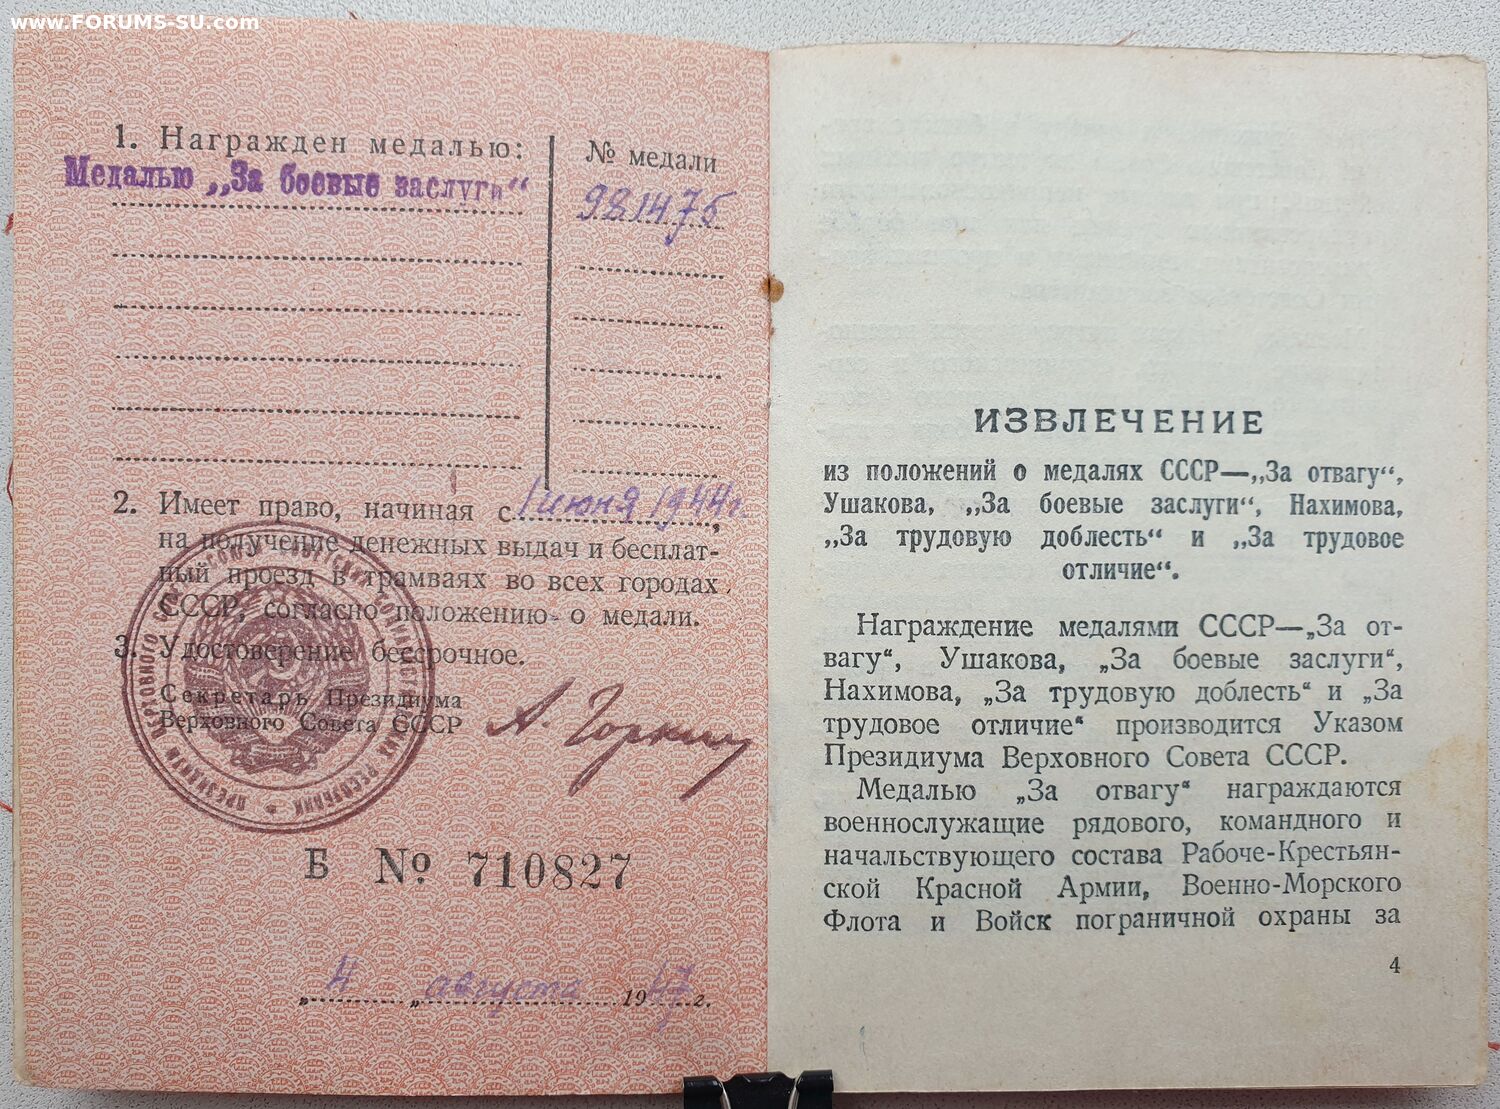 www.FORUMS-SU.com
1. Награжден медалью:
Медалью „За боевые заслуги“
№ медали
981475
2. Имеет право, начиная с 1 июня 1944 г.,
на получение денежных выдач и бесплат-
ный проезд в трамваях во всех городах
СССР, согласно положению о медали.
3. Удостоверение бессрочное.
Секретарь Президиума
Верховного Совета СССР
А. Горкин
Б № 710827
„ 4 „ августа 1947 г.
ИЗВЛЕЧЕНИЕ
из положений о медалях СССР—„За отвагу“,
Ушакова, „За боевые заслуги“, Нахимова,
„За трудовую доблесть“ и „За трудовое
отличие“.
Награждение медалями СССР—„За от-
вагу“, Ушакова, „За боевые заслуги“,
Нахимова, „За трудовую доблесть“ и „За
трудовое отличие“ производится Указом
Президиума Верховного Совета СССР.
Медалью „За отвагу“ награждаются
военнослужащие рядового, командного и
начальствующего состава Рабоче-Крестьян-
ской Красной Армии, Военно-Морского
Флота и Войск пограничной охраны за
4